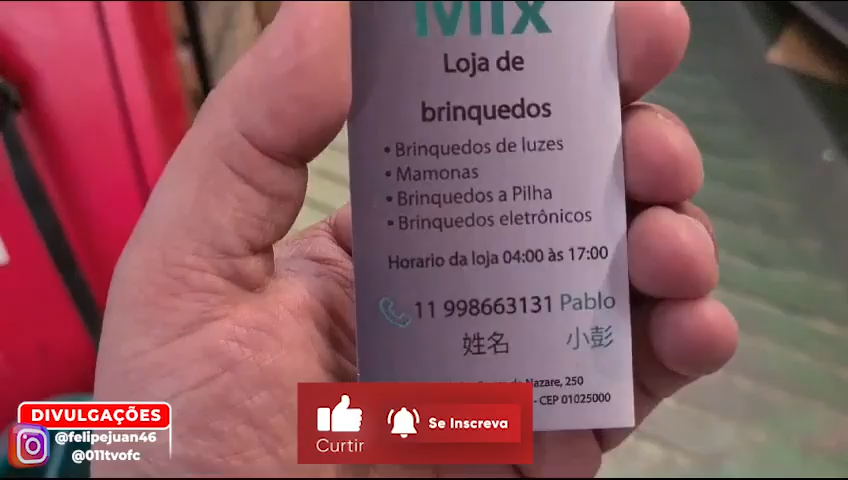 Mix
Loja de
brinquedos
• Brinquedos de luzes
• Mamonas
• Brinquedos a Pilha
• Brinquedos eletrônicos
Horario da loja 04:00 às 17:00
11 998663131 Pablo
姓名 小彭
de Nazare, 250
- CEP 01025000
DIVULGAÇÕES
@felipejuan46
@011tvofc
Curtir
Se Inscreva